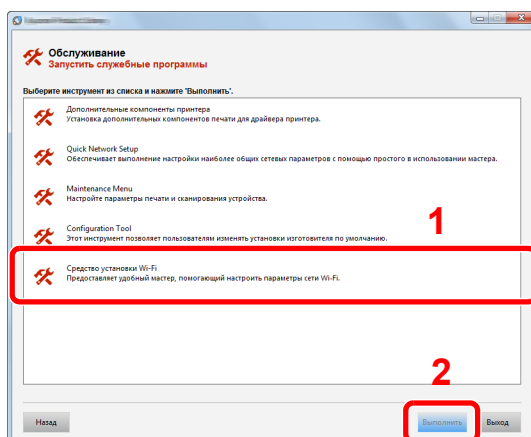 Обслуживание
Запустить служебные программы
Выберите инструмент из списка и нажмите 'Выполнить'.
Дополнительные компоненты принтера
Установка дополнительных компонентов печати для драйвера принтера.
Quick Network Setup
Обеспечивает выполнение настройки наиболее общих сетевых параметров с помощью простого в использовании мастера.
Maintenance Menu
Настройте параметры печати и сканирования устройства.
1
Configuration Tool
Этот инструмент позволяет пользователям изменять установки изготовителя по умолчанию.
Средство установки Wi-Fi
Предоставляет удобный мастер, помогающий настроить параметры сети Wi-Fi.
2
Назад
Выполнить
Выход